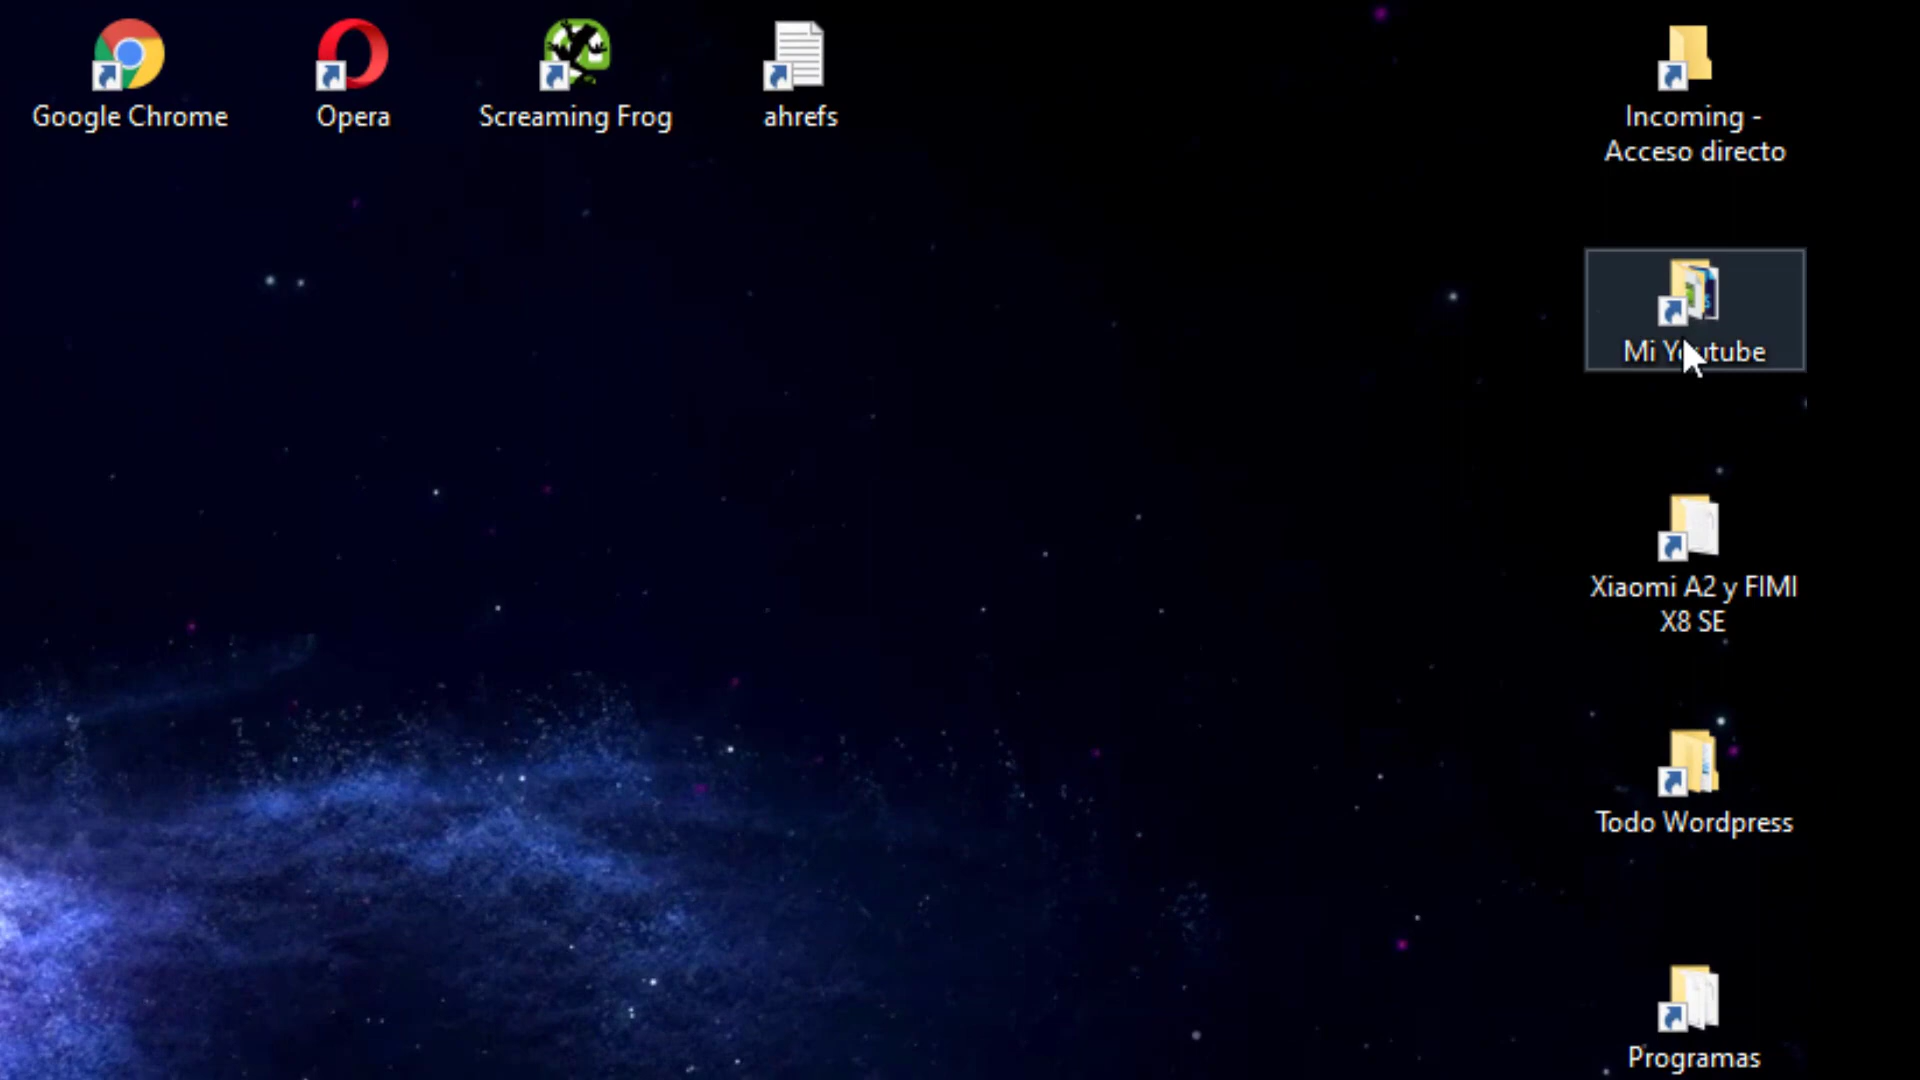 Google Chrome
Opera
Screaming Frog
ahrefs
Incoming -
Acceso directo
Mi Youtube
Xiaomi A2 y FIMI
X8 SE
Todo Wordpress
Programas